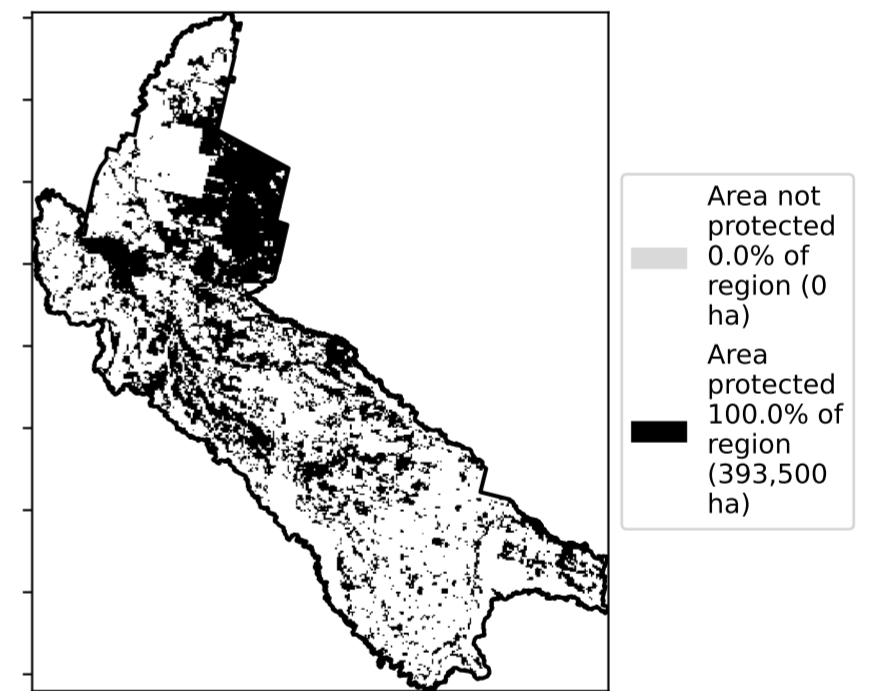 Area not
protected
0.0% of
region (0
ha)
Area
protected
100.0% of
region
(393,500
ha)